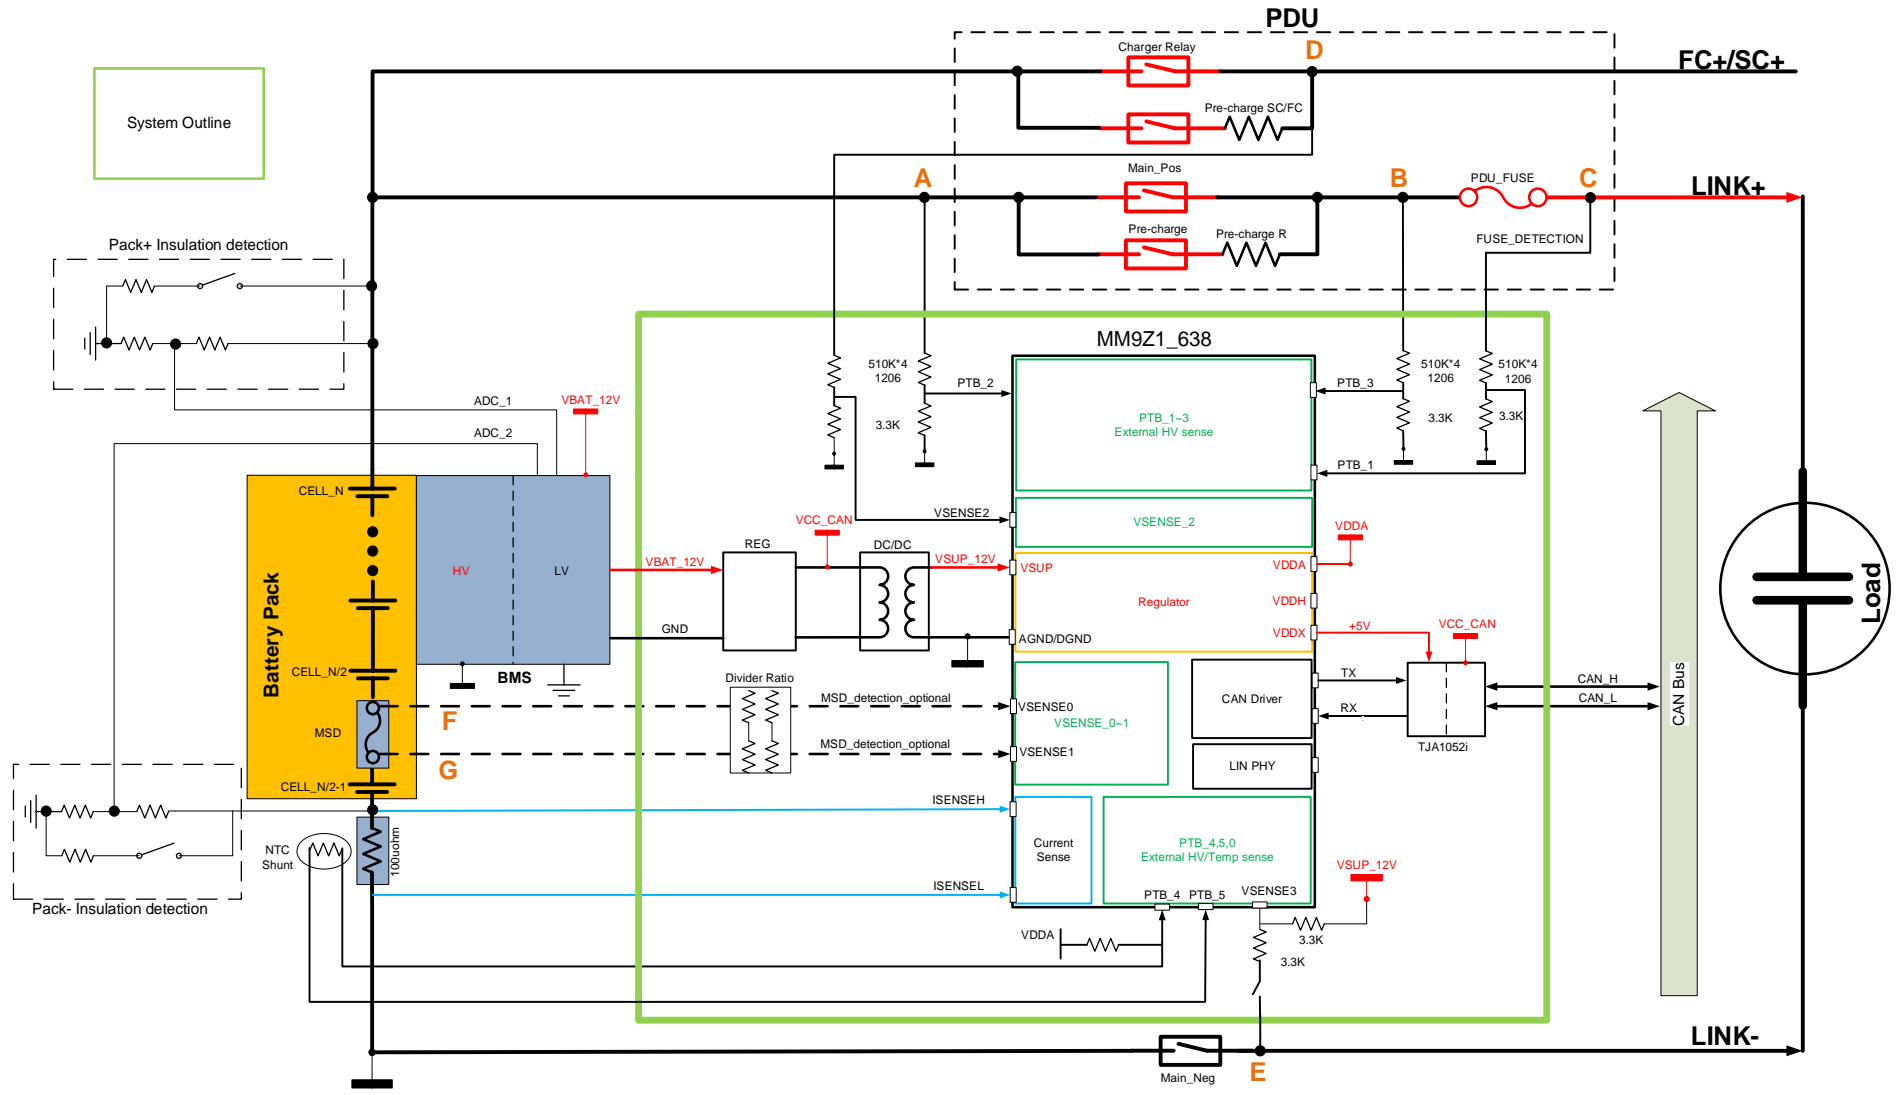 PDU
Charger Relay
D
FC+/SC+
System Outline
Pre-charge SC/FC
A
Main_Pos
B
PDU_FUSE
C
LINK+
Pre-charge
Pre-charge R
FUSE_DETECTION
Pack+ Insulation detection
MM9Z1_638
510K*4
1206
3.3K
PTB_2
PTB_1~3
External HV sense
PTB_3
510K*4
1206
3.3K
510K*4
1206
3.3K
PTB_1
ADC_1
VBAT_12V
ADC_2
CELL_N
VSENSE2
VSENSE_2
VCC_CAN
VDDA
REG
DC/DC
Battery Pack
HV
LV
VBAT_12V
VSUP_12V
VSUP
VDDA
Regulator
VDDH
VDDX
+5V
VCC_CAN
GND
AGND/DGND
Load
CELL_N/2
BMS
Divider Ratio
MSD_detection_optional
VSENSE0
VSENSE_0~1
CAN Driver
TX
RX
CAN_H
CAN_L
CAN Bus
TJA1052i
F
MSD
MSD_detection_optional
VSENSE1
G
LIN PHY
CELL_N/2-1
ISENSEH
NTC
Shunt
100uohm
Current
Sense
PTB_4,5,0
External HV/Temp sense
VSUP_12V
ISENSEL
PTB_4
PTB_5
VSENSE3
Pack- Insulation detection
VDDA
3.3K
3.3K
LINK-
Main_Neg
E